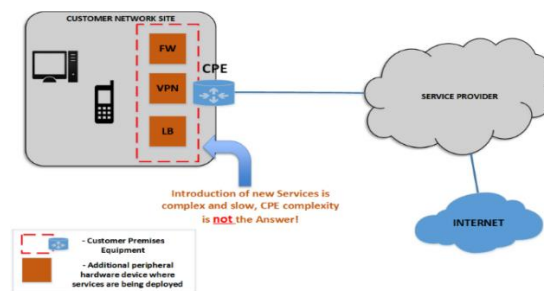 CUSTOMER NETWORK SITE
FW
CPE
VPN
LB
SERVICE PROVIDER
INTERNET
Introduction of new Services is
complex and slow, CPE complexity
is not the Answer!
- Customer Premises
Equipment
- Additional peripheral
hardware device where
services are being deployed